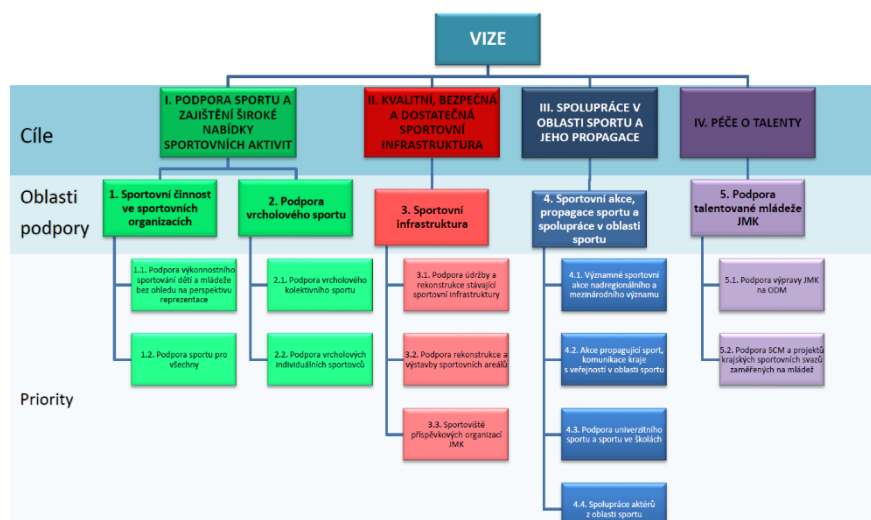 VIZE
Cíle
I. PODPORA SPORTU A
ZAJIŠTĚNÍ ŠIROKÉ
NABÍDKY
SPORTOVNÍCH AKTIVIT
II. KVALITNÍ, BEZPEČNÁ
A DOSTATEČNÁ
SPORTOVNÍ
INFRASTRUKTURA
III. SPOLUPRÁCE V
OBLASTI SPORTU A
JEHO PROPAGACE
IV. PÉČE O TALENTY
Oblasti
podpory
1. Sportovní činnost
ve sportovních
organizacích
2. Podpora
vrcholového sportu
3. Sportovní
infrastruktura
4. Sportovní akce,
propagace sportu a
spolupráce v oblasti
sportu
5. Podpora
talentované mládeže
JMK
Priority
1.1. Podpora výkonnostního
sportování dětí a mládeže
bez ohledu na perspektivu
reprezentace
1.2. Podpora sportu pro
všechny
2.1. Podpora vrcholového
kolektivního sportu
2.2. Podpora vrcholových
individuálních sportovců
3.1. Podpora údržby a
rekonstrukce stávající
sportovní infrastruktury
3.2. Podpora rekonstrukce a
výstavby sportovních areálů
3.3. Sportoviště
příspěvkových organizací
JMK
4.1. Významné sportovní
akce nadregionálního a
mezinárodního významu
4.2. Akce propagující sport,
komunikace kraje
s veřejností v oblasti sportu
4.3. Podpora univerzitního
sportu a sportu ve školách
4.4. Spolupráce aktérů
z oblasti sportu
5.1. Podpora výpravy JMK
na ODM
5.2. Podpora SCM a projektů
krajských sportovních svazů
zaměřených na mládež